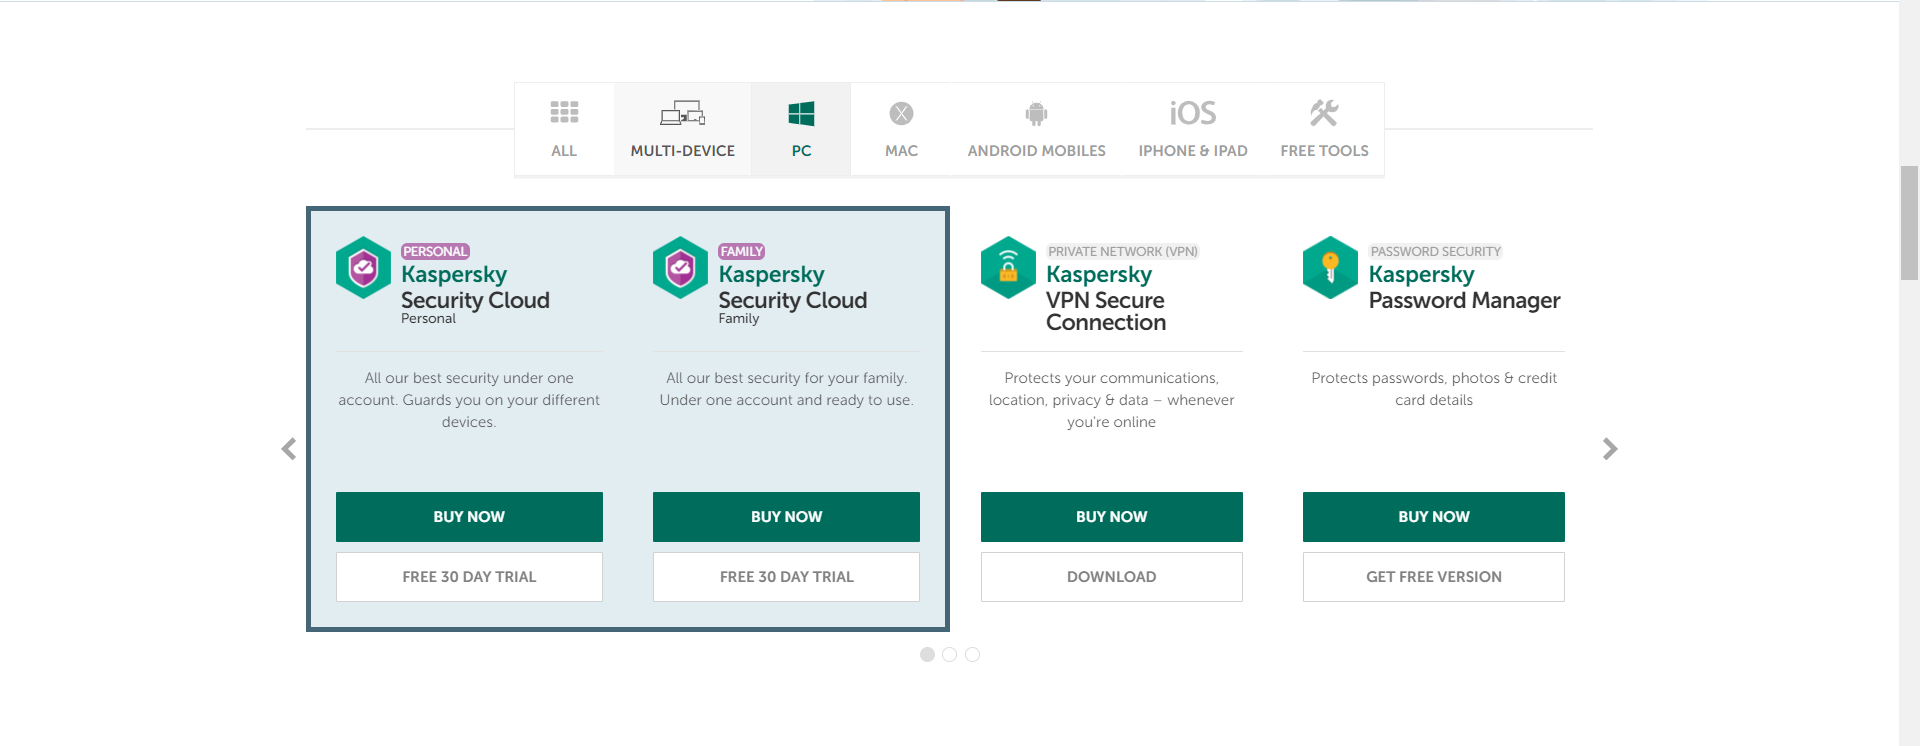 ALL
MULTI-DEVICE
PC
X
MAC
ANDROID MOBILES
iOS
IPHONE & IPAD
FREE TOOLS
PERSONAL
Kaspersky
Security Cloud
Personal
All our best security under one
account. Guards you on your different
devices.
BUY NOW
FREE 30 DAY TRIAL
FAMILY
Kaspersky
Security Cloud
Family
All our best security for your family.
Under one account and ready to use.
BUY NOW
FREE 30 DAY TRIAL
PRIVATE NETWORK (VPN)
Kaspersky
VPN Secure
Connection
Protects your communications,
location, privacy & data – whenever
you're online
BUY NOW
DOWNLOAD
PASSWORD SECURITY
Kaspersky
Password Manager
Protects passwords, photos & credit
card details
BUY NOW
GET FREE VERSION